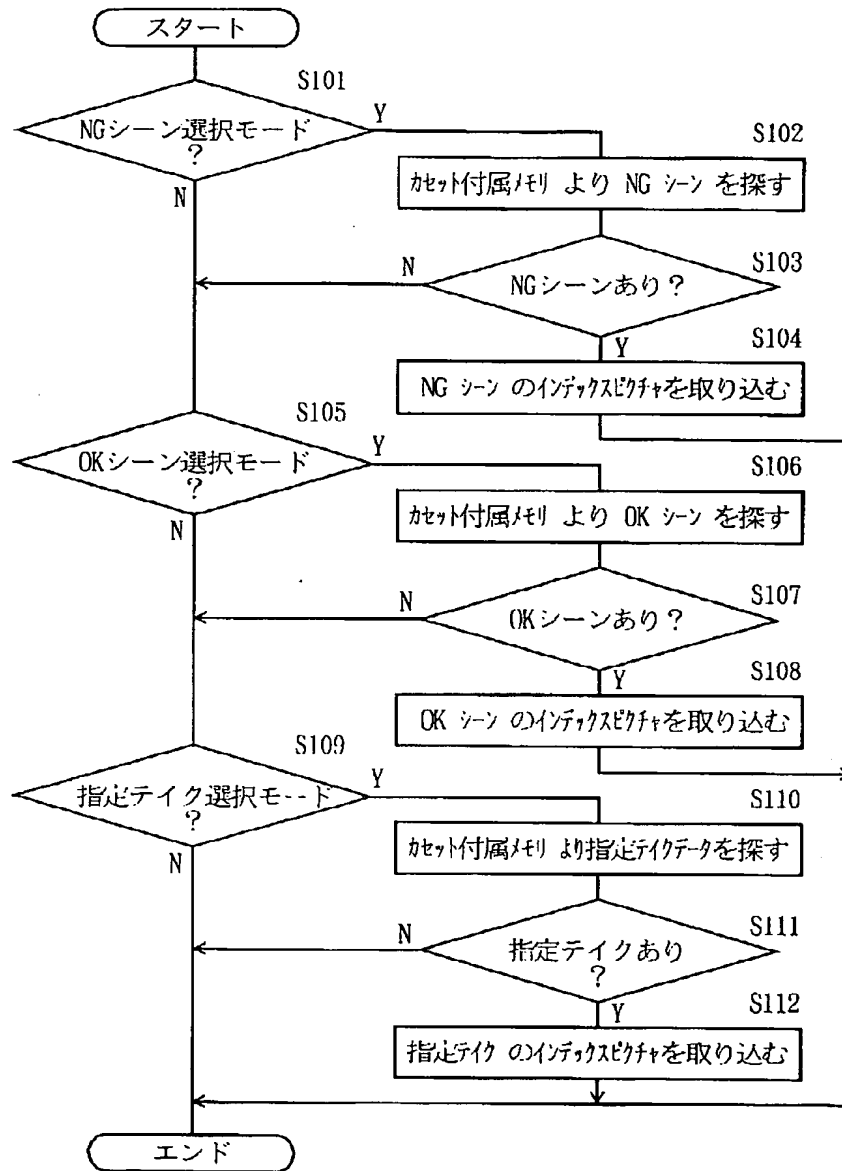 スタート
S101
NGシーン選択モード
?
Y
N
S102
カセット付属メモリ より NG シーン を探す
S103
N
NGシーンあり?
Y
S104
NG シーン のインデックスピクチャを取り込む
S105
OKシーン選択モード
?
Y
N
S106
カセット付属メモリ より OK シーン を探す
S107
N
OKシーンあり?
Y
S108
OK シーン のインデックスピクチャを取り込む
S109
指定テイク選択モード
?
Y
N
S110
カセット付属メモリ より指定テイクデータを探す
S111
N
指定テイクあり
?
Y
S112
指定テイク のインデックスピクチャを取り込む
エンド